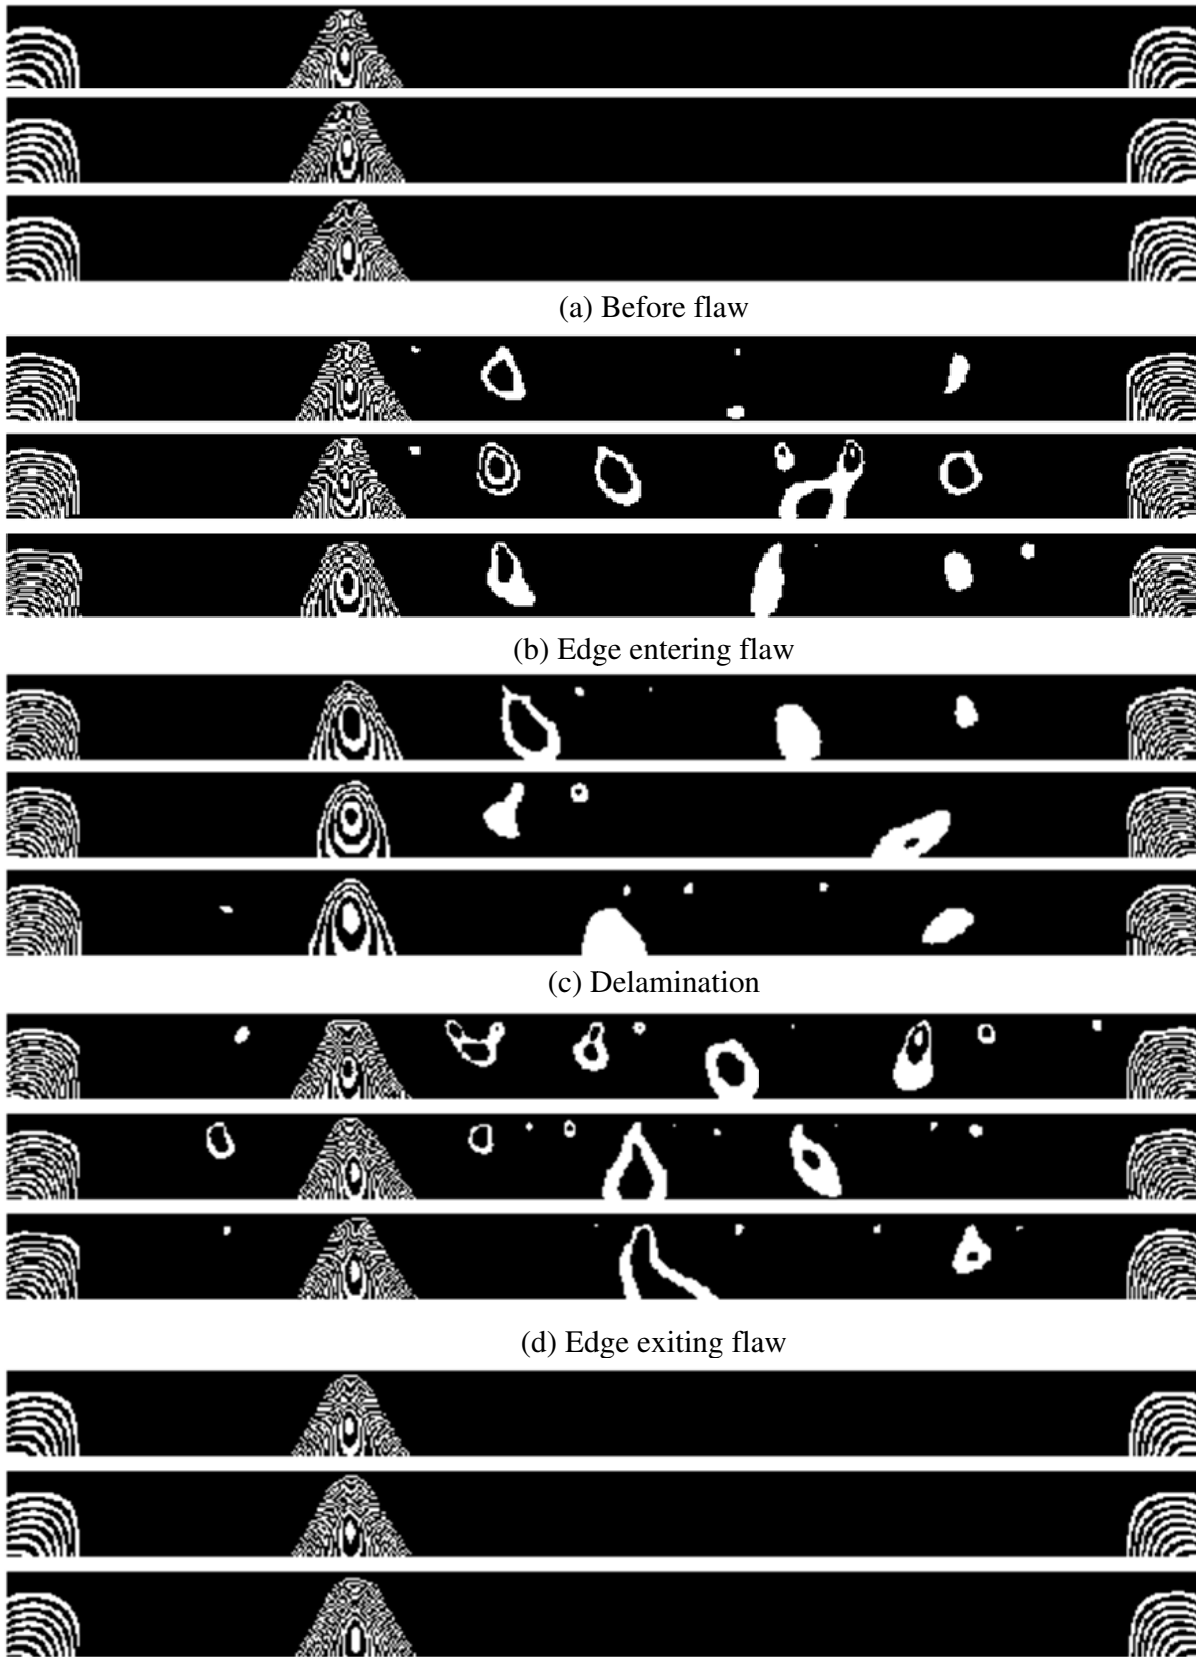 (a) Before flaw
(b) Edge entering flaw
(c) Delamination
(d) Edge exiting flaw